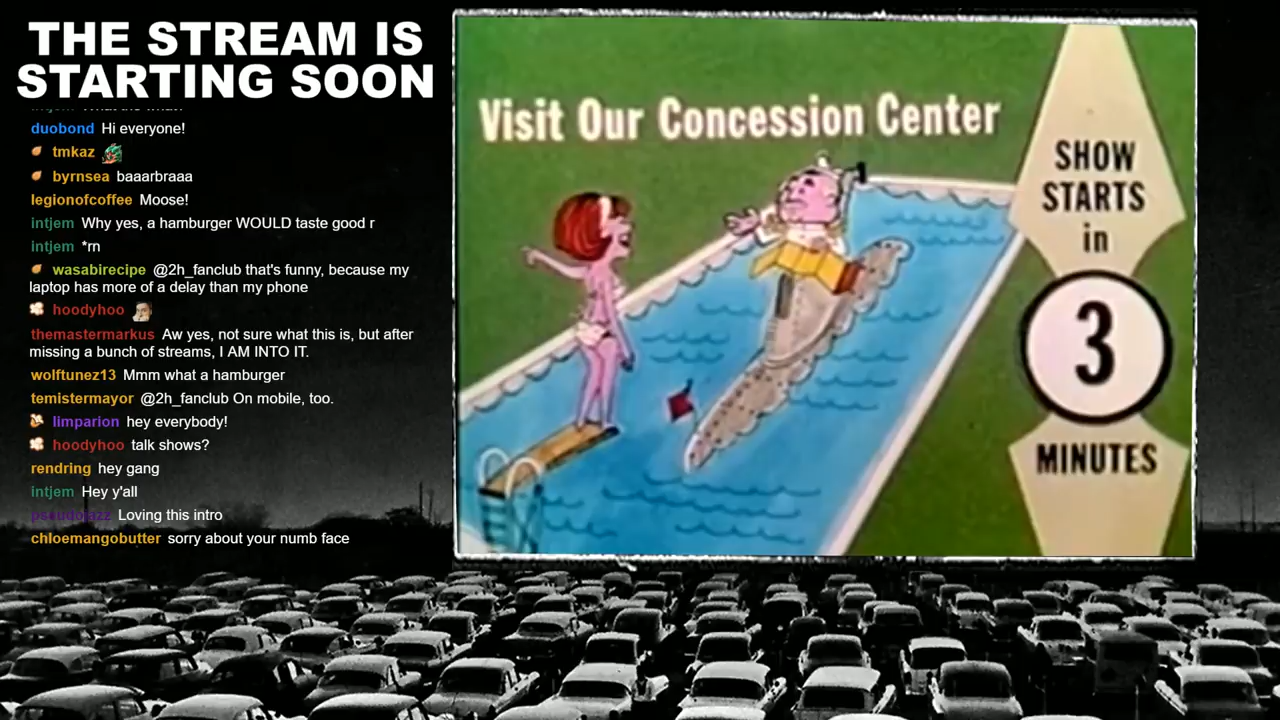 THE STREAM IS
STARTING SOON
duobond Hi everyone!
tmkaz
byrnsea baaarbraaa
legionofcoffee Moose!
intjem Why yes, a hamburger WOULD taste good r
intjem *rn
wasabirecipe @2h_fanclub that's funny, because my
laptop has more of a delay than my phone
hoodyhoo
themastermarkus Aw yes, not sure what this is, but after
missing a bunch of streams, I AM INTO IT.
wolftunez13 Mmm what a hamburger
temistermayor @2h_fanclub On mobile, too.
limparion hey everybody!
hoodyhoo talk shows?
rendring hey gang
intjem Hey y'all
pseudojazz Loving this intro
chloemangobutter sorry about your numb face
Visit Our Concession Center
SHOW
STARTS
in
3
MINUTES